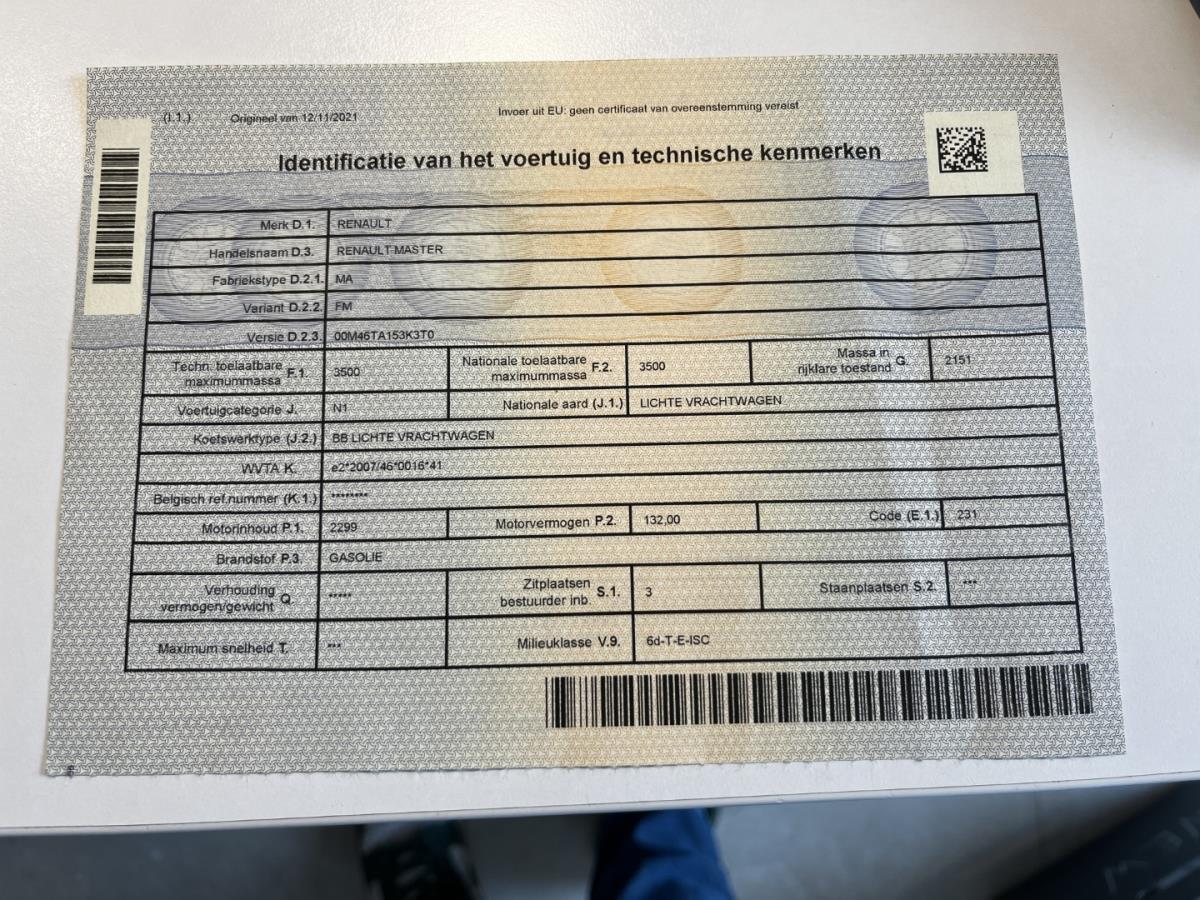 (I.1.) Origineel van 12/11/2021 Invoer uit EU: geen certificaat van overeenstemming vereist
Identificatie van het voertuig en technische kenmerken
Merk D.1. RENAULT
Handelsnaam D.3. RENAULT MASTER
Fabriekstype D.2.1. MA
Variant D.2.2. FM
Versie D.2.3. 00M46TA153K3T0
Techn. toelaatbare maximummassa F.1. 3500 Nationale toelaatbare maximummassa F.2. 3500 Massa in rijklare toestand G. 2151
Voertuigcategorie J. N1 Nationale aard (J.1.) LICHTE VRACHTWAGEN
Koetswerktype (J.2.) BB LICHTE VRACHTWAGEN
WVTA K. e2*2007/46*0016*41
Belgisch ref.nummer (K.1.) ********
Motorinhoud P.1. 2299 Motorvermogen P.2. 132,00 Code (E.1.) 231
Brandstof P.3. GASOLIE
Verhouding vermogen/gewicht Q. ***** Zitplaatsen bestuurder inb. S.1. 3 Staanplaatsen S.2. ***
Maximum snelheid T. *** Milieuklasse V.9. 6d-T-E-ISC